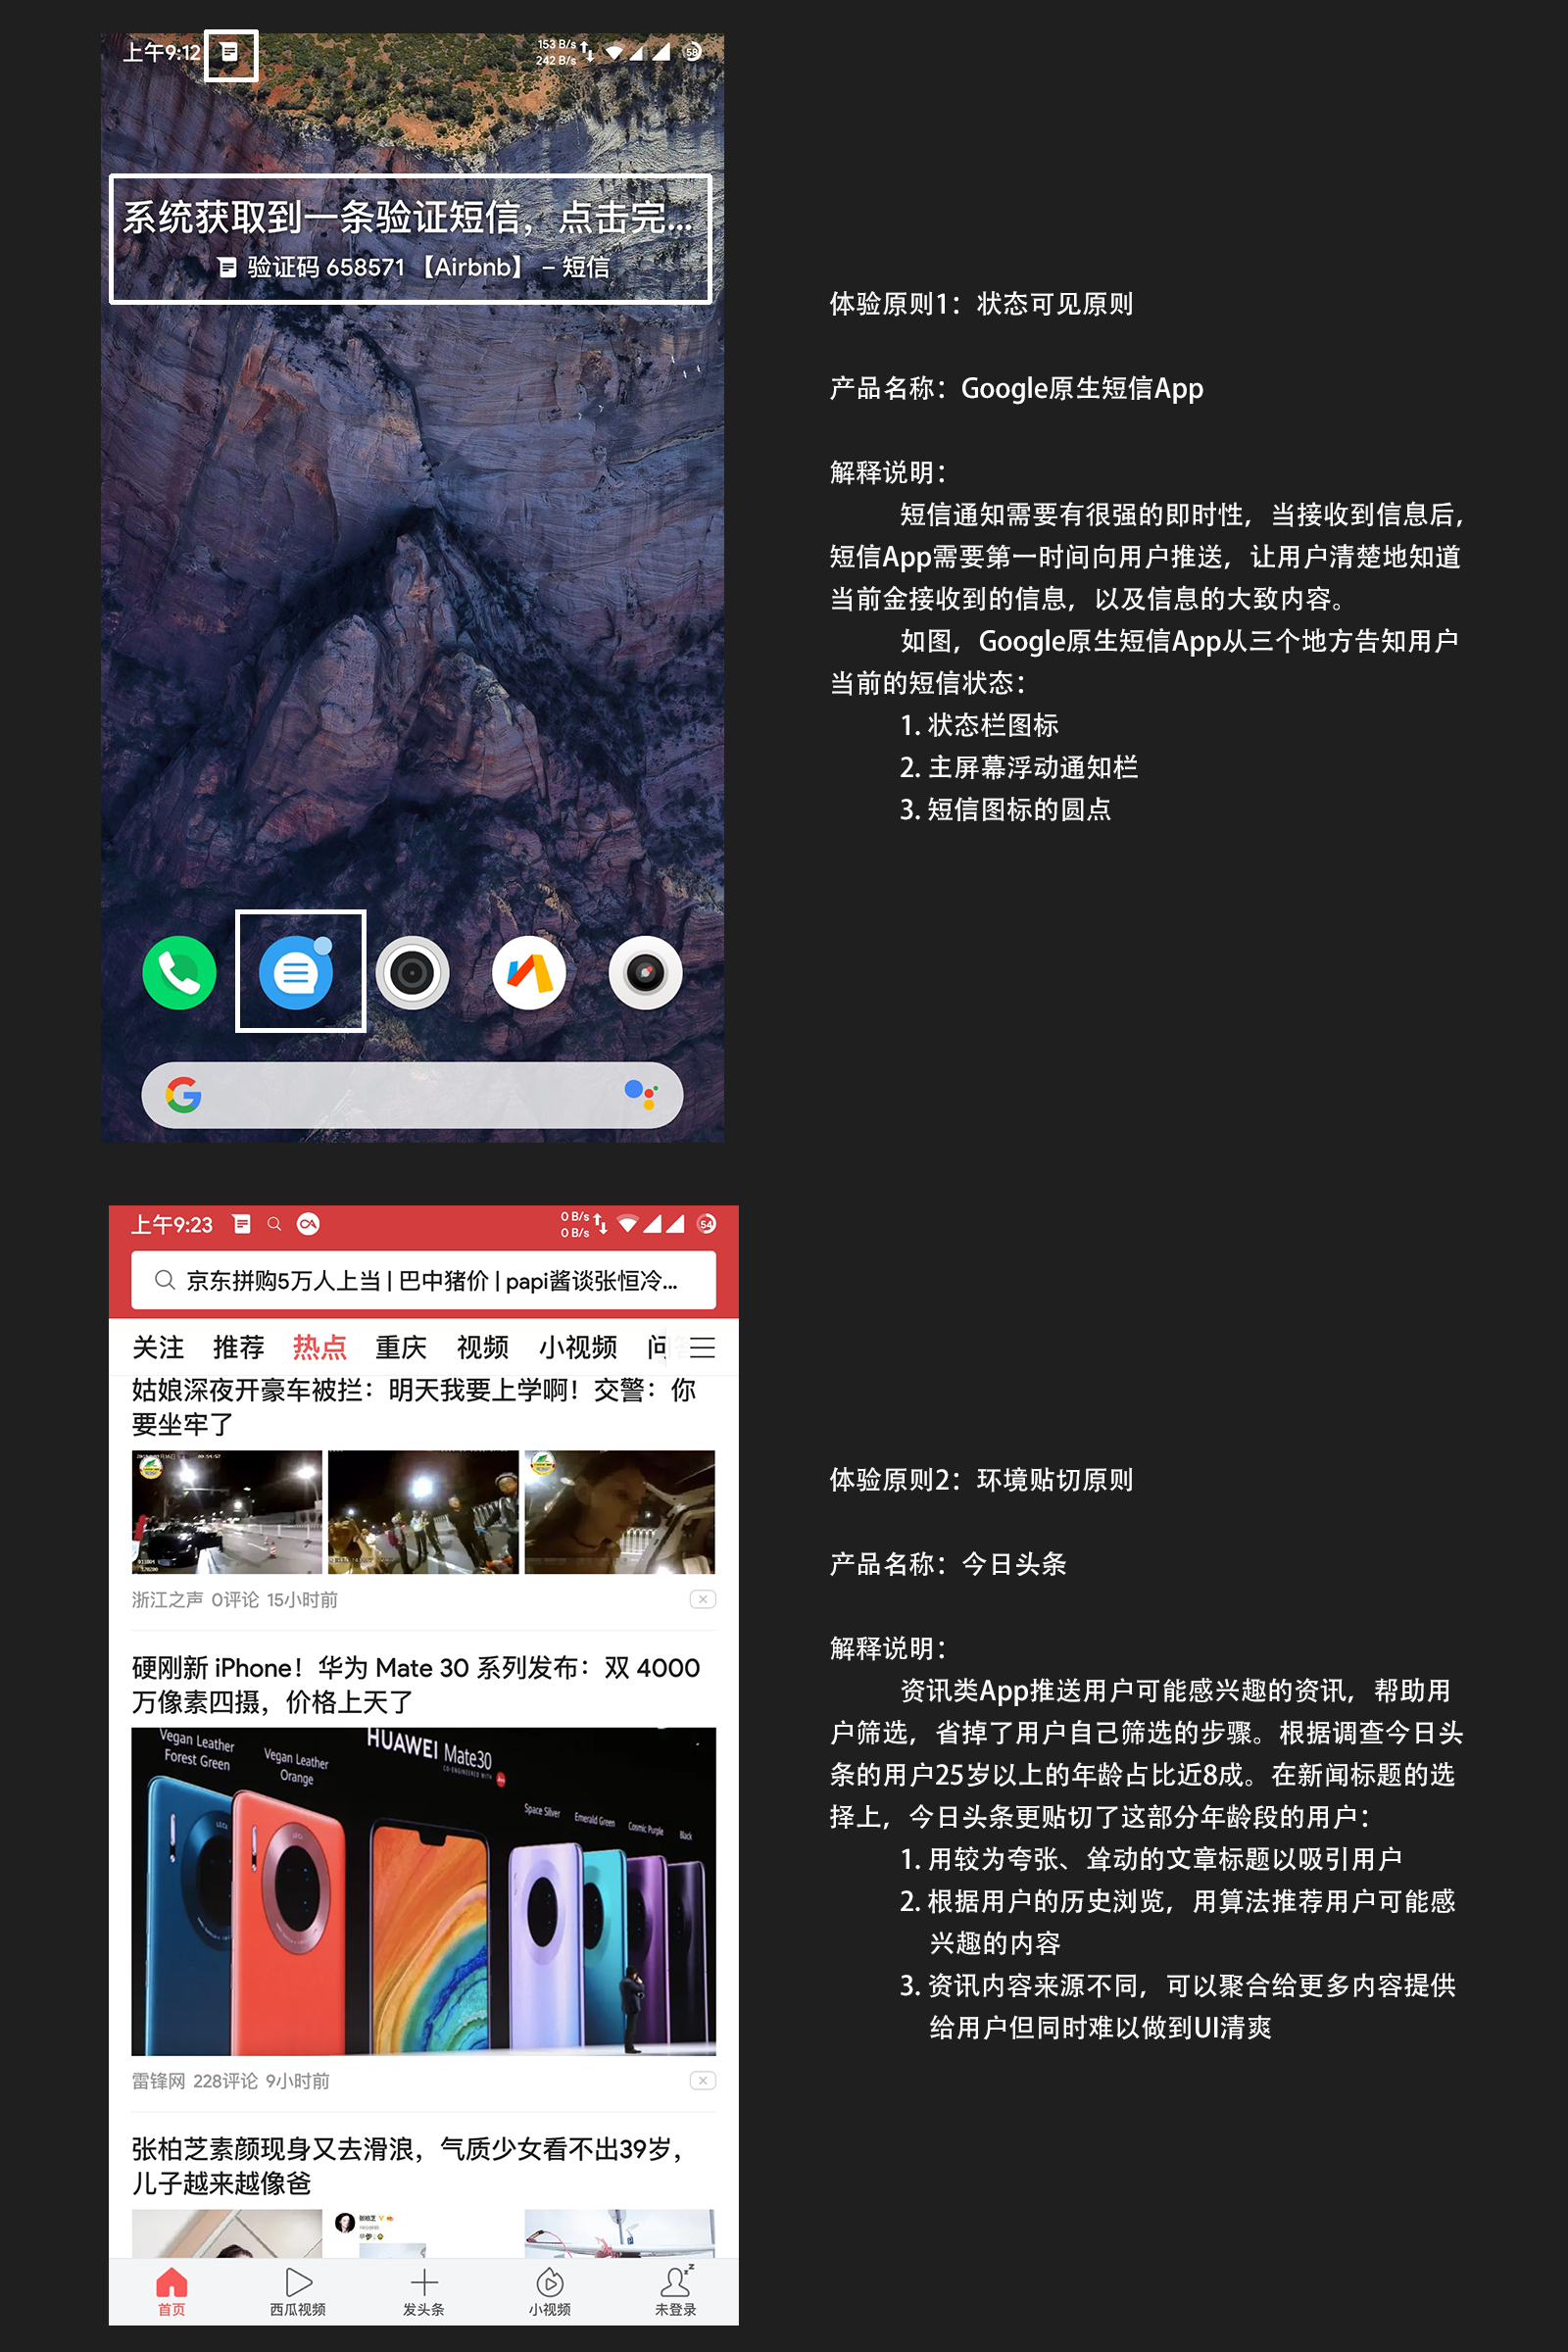 上午9:12
153 B/s
242 B/s
58
系统获取到一条验证短信，点击完...
验证码 658571 【Airbnb】 – 短信
体验原则1：状态可见原则
产品名称：Google原生短信App
解释说明：
短信通知需要有很强的即时性，当接收到信息后，
短信App需要第一时间向用户推送，让用户清楚地知道
当前金接收到的信息，以及信息的大致内容。
如图，Google原生短信App从三个地方告知用户
当前的短信状态：
1. 状态栏图标
2. 主屏幕浮动通知栏
3. 短信图标的圆点
上午9:23
0 B/s
0 B/s
54
京东拼购5万人上当 | 巴中猪价 | papi酱谈张恒冷...
关注 推荐 热点 重庆 视频 小视频 问
姑娘深夜开豪车被拦：明天我要上学啊！交警：你
要坐牢了
浙江之声 0评论 15小时前
硬刚新 iPhone！华为 Mate 30 系列发布：双 4000
万像素四摄，价格上天了
HUAWEI Mate30
Vegan Leather
Forest Green
Vegan Leather
Orange
Space Silver
Emerald Green
Cosmic Purple
Black
雷锋网 228评论 9小时前
张柏芝素颜现身又去滑浪，气质少女看不出39岁，
儿子越来越像爸
首页 西瓜视频 发头条 小视频 未登录
体验原则2：环境贴切原则
产品名称：今日头条
解释说明：
资讯类App推送用户可能感兴趣的资讯，帮助用
户筛选，省掉了用户自己筛选的步骤。根据调查今日头
条的用户25岁以上的年龄占比近8成。在新闻标题的选
择上，今日头条更贴切了这部分年龄段的用户：
1. 用较为夸张、耸动的文章标题以吸引用户
2. 根据用户的历史浏览，用算法推荐用户可能感
兴趣的内容
3. 资讯内容来源不同，可以聚合给更多内容提供
给用户但同时难以做到UI清爽